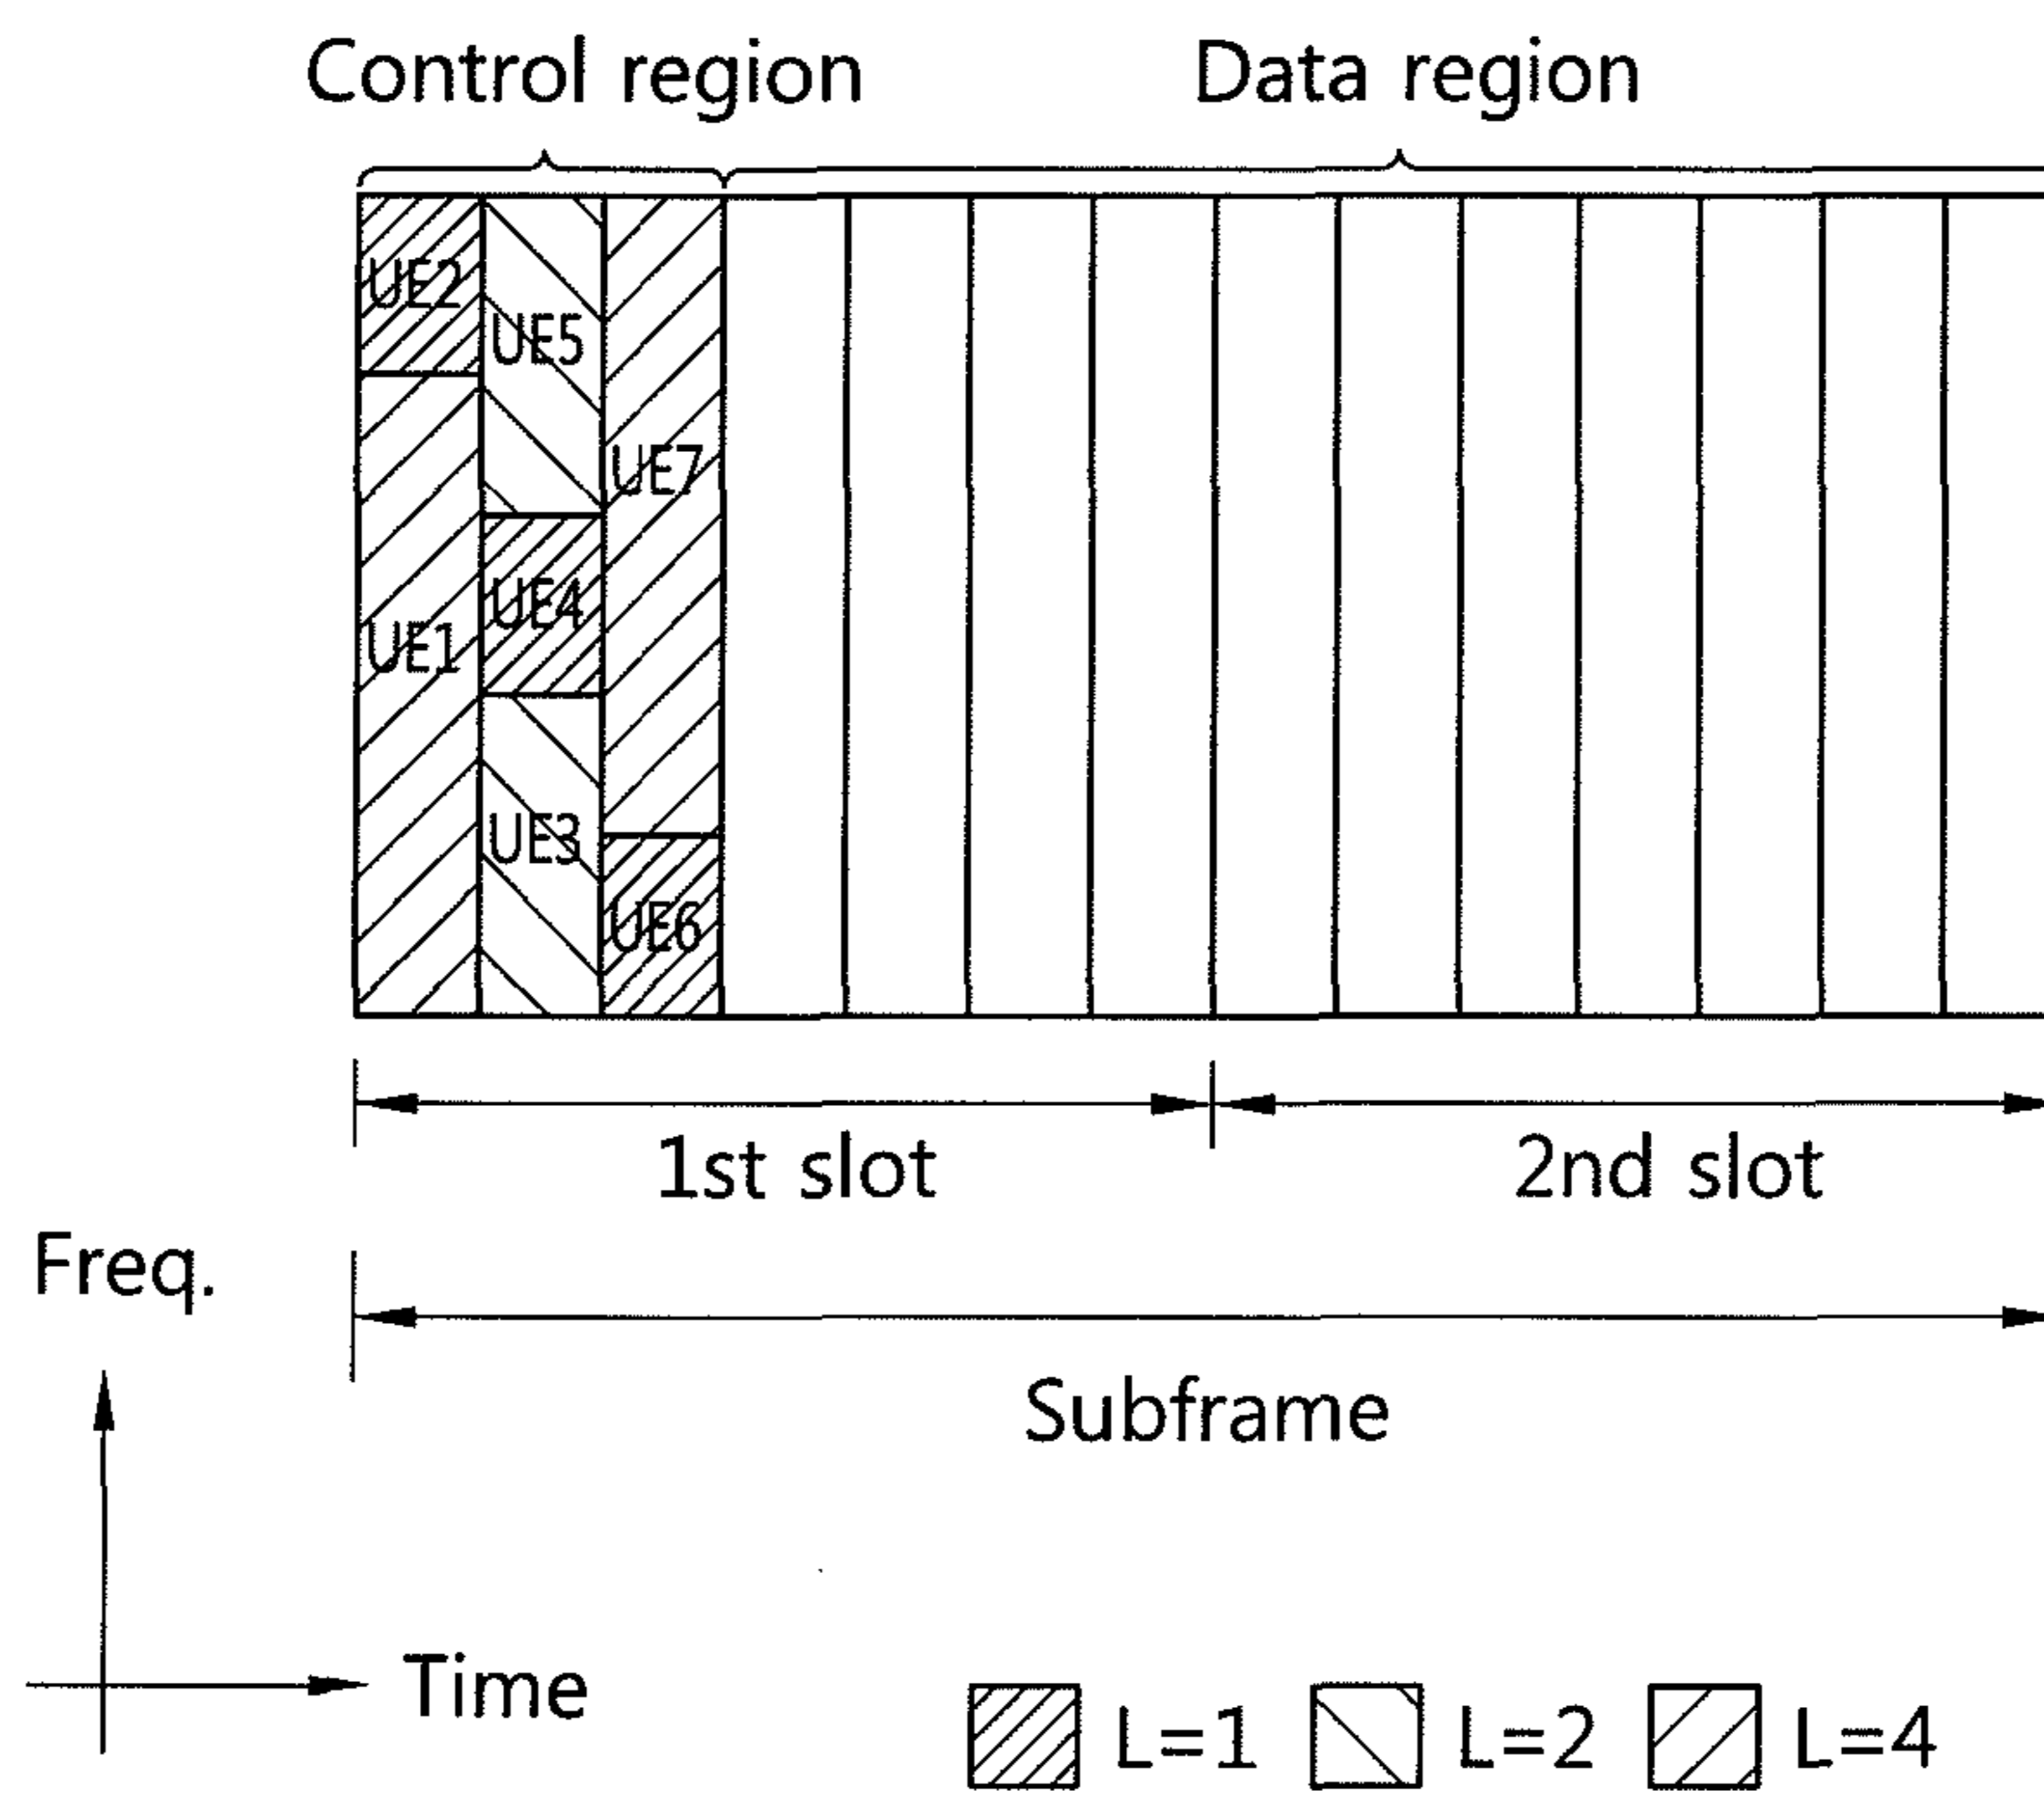 Control region
Data region
UE2
UE5
UE7
UE4
UE1
UE3
UE6
1st slot
2nd slot
Freq.
Subframe
Time
L=1
L=2
L=4